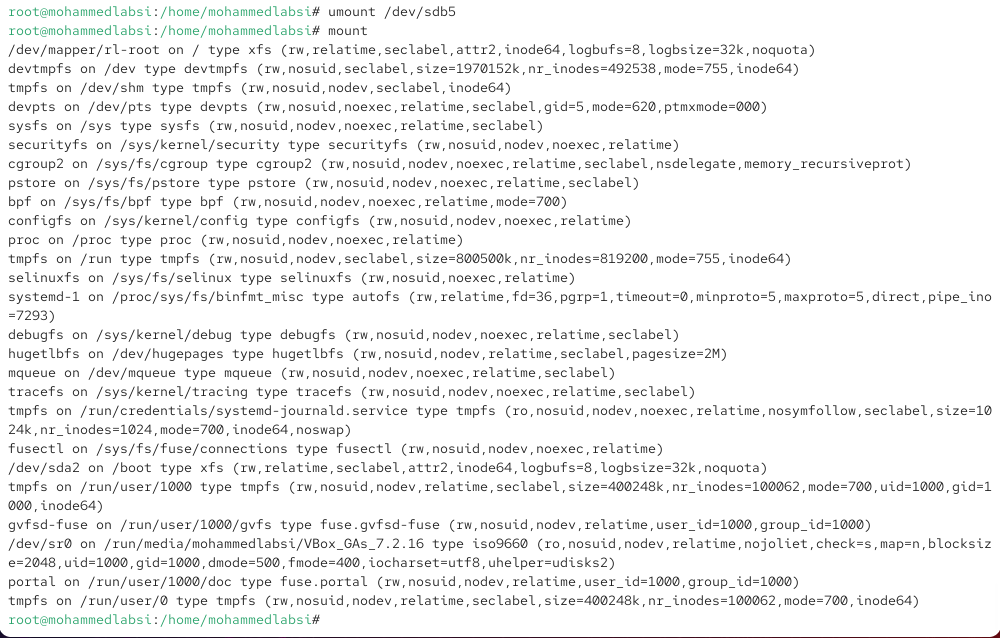 root@mohammedlabsi:/home/mohammedlabsi# umount /dev/sdb5
root@mohammedlabsi:/home/mohammedlabsi# mount
/dev/mapper/rl-root on / type xfs (rw,relatime,seclabel,attr2,inode64,logbufs=8,logbsize=32k,noquota)
devtmpfs on /dev type devtmpfs (rw,nosuid,seclabel,size=1970152k,nr_inodes=492538,mode=755,inode64)
tmpfs on /dev/shm type tmpfs (rw,nosuid,nodev,seclabel,inode64)
devpts on /dev/pts type devpts (rw,nosuid,noexec,relatime,seclabel,gid=5,mode=620,ptmxmode=000)
sysfs on /sys type sysfs (rw,nosuid,nodev,noexec,relatime,seclabel)
securityfs on /sys/kernel/security type securityfs (rw,nosuid,nodev,noexec,relatime)
cgroup2 on /sys/fs/cgroup type cgroup2 (rw,nosuid,nodev,noexec,relatime,seclabel,nsdelegate,memory_recursiveprot)
pstore on /sys/fs/pstore type pstore (rw,nosuid,nodev,noexec,relatime,seclabel)
bpf on /sys/fs/bpf type bpf (rw,nosuid,nodev,noexec,relatime,mode=700)
configfs on /sys/kernel/config type configfs (rw,nosuid,nodev,noexec,relatime)
proc on /proc type proc (rw,nosuid,nodev,noexec,relatime)
tmpfs on /run type tmpfs (rw,nosuid,nodev,seclabel,size=800500k,nr_inodes=819200,mode=755,inode64)
selinuxfs on /sys/fs/selinux type selinuxfs (rw,nosuid,noexec,relatime)
systemd-1 on /proc/sys/fs/binfmt_misc type autofs (rw,relatime,fd=36,pgrp=1,timeout=0,minproto=5,maxproto=5,direct,pipe_ino
=7293)
debugfs on /sys/kernel/debug type debugfs (rw,nosuid,nodev,noexec,relatime,seclabel)
hugetlbfs on /dev/hugepages type hugetlbfs (rw,nosuid,nodev,relatime,seclabel,pagesize=2M)
mqueue on /dev/mqueue type mqueue (rw,nosuid,nodev,noexec,relatime,seclabel)
tracefs on /sys/kernel/tracing type tracefs (rw,nosuid,nodev,noexec,relatime,seclabel)
tmpfs on /run/credentials/systemd-journald.service type tmpfs (ro,nosuid,nodev,noexec,relatime,nosymfollow,seclabel,size=10
24k,nr_inodes=1024,mode=700,inode64,noswap)
fusectl on /sys/fs/fuse/connections type fusectl (rw,nosuid,nodev,noexec,relatime)
/dev/sda2 on /boot type xfs (rw,relatime,seclabel,attr2,inode64,logbufs=8,logbsize=32k,noquota)
tmpfs on /run/user/1000 type tmpfs (rw,nosuid,nodev,relatime,seclabel,size=400248k,nr_inodes=100062,mode=700,uid=1000,gid=1
000,inode64)
gvfsd-fuse on /run/user/1000/gvfs type fuse.gvfsd-fuse (rw,nosuid,nodev,relatime,user_id=1000,group_id=1000)
/dev/sr0 on /run/media/mohammedlabsi/VBox_GAs_7.2.16 type iso9660 (ro,nosuid,nodev,relatime,nojoliet,check=s,map=n,blocksiz
e=2048,uid=1000,gid=1000,dmode=500,fmode=400,iocharset=utf8,uhelper=udisks2)
portal on /run/user/1000/doc type fuse.portal (rw,nosuid,nodev,relatime,user_id=1000,group_id=1000)
tmpfs on /run/user/0 type tmpfs (rw,nosuid,nodev,relatime,seclabel,size=400248k,nr_inodes=100062,mode=700,inode64)
root@mohammedlabsi:/home/mohammedlabsi#